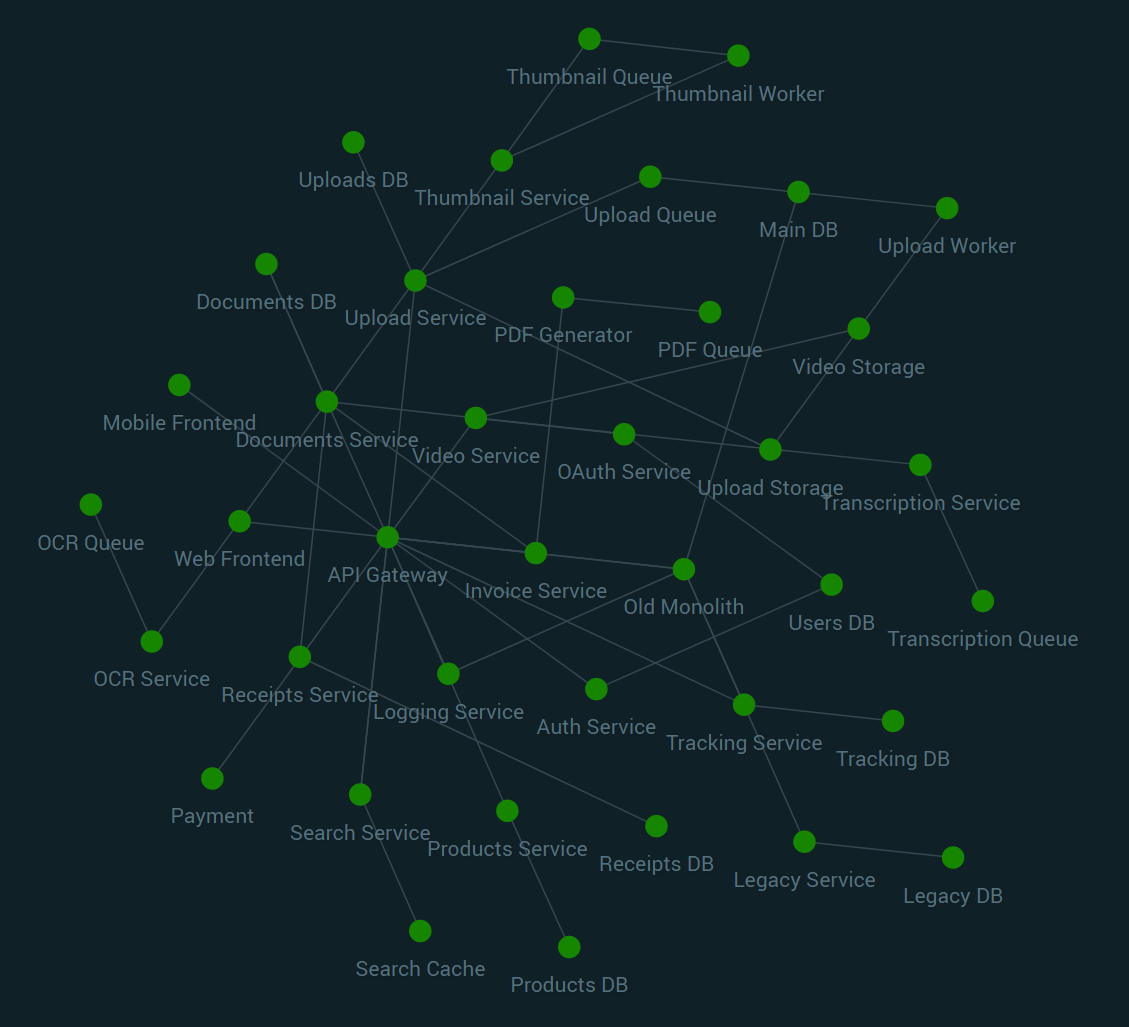 Thumbnail Queue
Thumbnail Worker
Uploads DB
Thumbnail Service
Upload Queue
Main DB
Upload Worker
Documents DB
Upload Service
PDF Generator
PDF Queue
Video Storage
Mobile Frontend
Documents Service
Video Service
OAuth Service
Upload Storage
Transcription Service
OCR Queue
Web Frontend
API Gateway
Invoice Service
Old Monolith
Users DB
Transcription Queue
OCR Service
Receipts Service
Logging Service
Auth Service
Tracking Service
Tracking DB
Payment
Search Service
Products Service
Receipts DB
Legacy Service
Legacy DB
Search Cache
Products DB